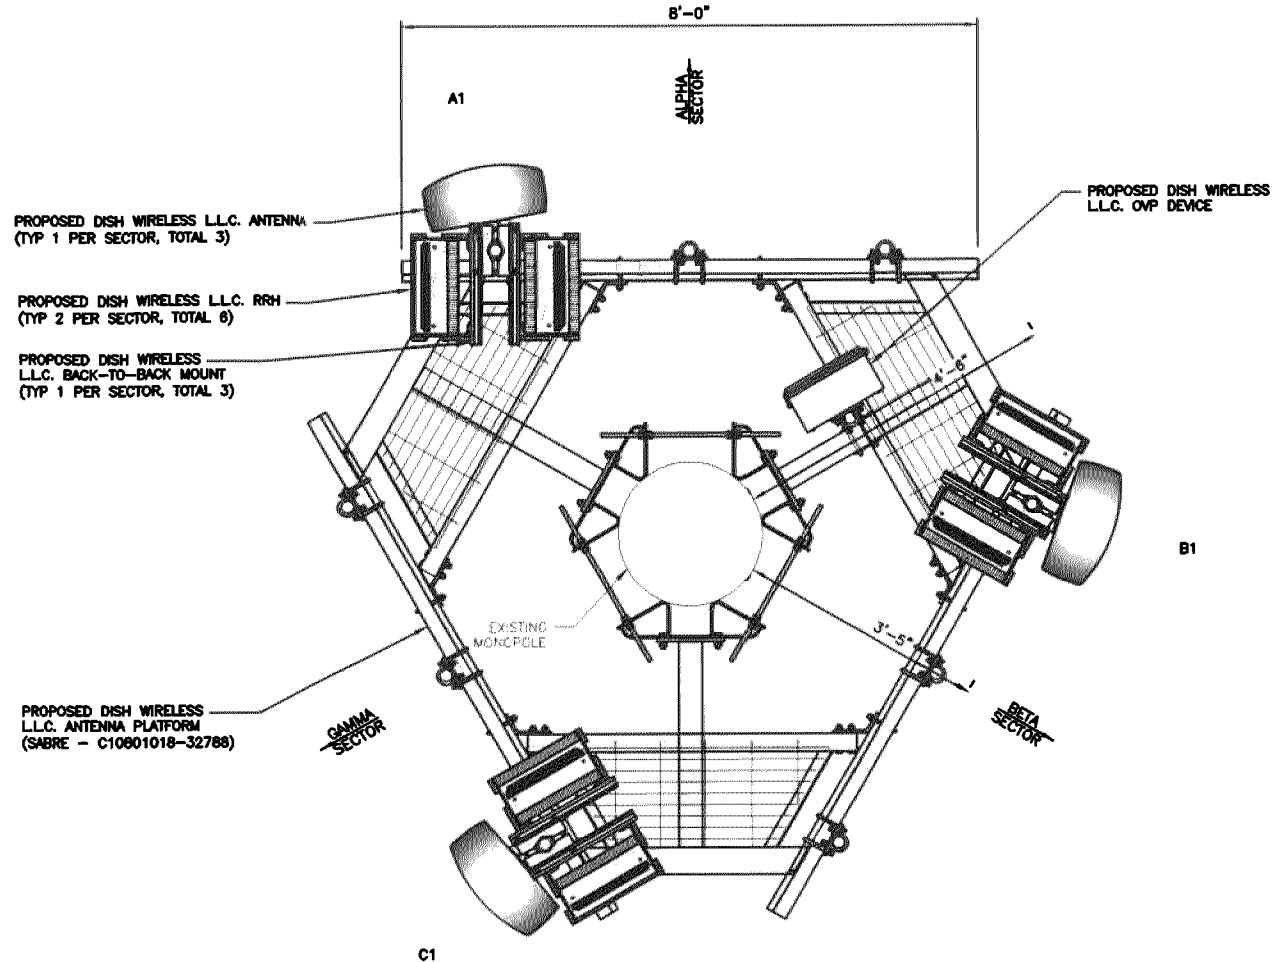 8'-0"
ALPHA
SECTOR
A1
PROPOSED DISH WIRELESS
L.L.C. OVP DEVICE
PROPOSED DISH WIRELESS L.L.C. ANTENNA
(TYP 1 PER SECTOR, TOTAL 3)
PROPOSED DISH WIRELESS L.L.C. RRH
(TYP 2 PER SECTOR, TOTAL 6)
PROPOSED DISH WIRELESS
L.L.C. BACK-TO-BACK MOUNT
(TYP 1 PER SECTOR, TOTAL 3)
4'-6"
B1
EXISTING
MONOPOLE
3'-5"
PROPOSED DISH WIRELESS
L.L.C. ANTENNA PLATFORM
(SABRE - C10801018-32788)
GAMMA
SECTOR
BETA
SECTOR
C1